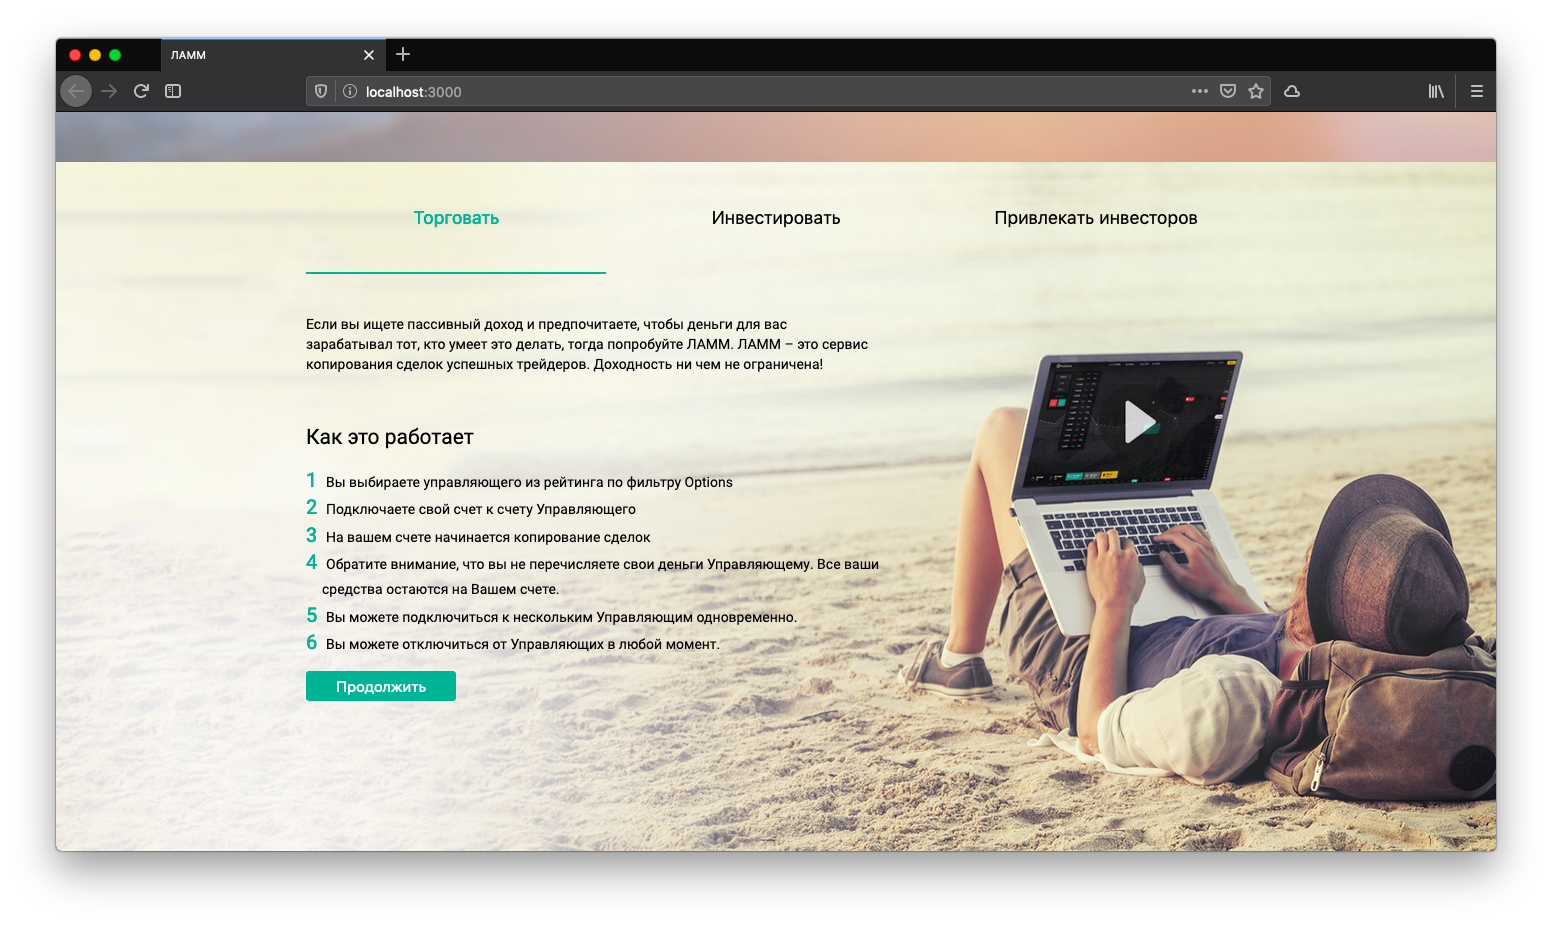 ЛАММ
localhost:3000
Торговать
Инвестировать
Привлекать инвесторов
Если вы ищете пассивный доход и предпочитаете, чтобы деньги для вас
зарабатывал тот, кто умеет это делать, тогда попробуйте ЛАММ. ЛАММ – это сервис
копирования сделок успешных трейдеров. Доходность ни чем не ограничена!
Как это работает
1 Вы выбираете управляющего из рейтинга по фильтру Options
2 Подключаете свой счет к счету Управляющего
3 На вашем счете начинается копирование сделок
4 Обратите внимание, что вы не перечисляете свои деньги Управляющему. Все ваши
средства остаются на Вашем счете.
5 Вы можете подключиться к нескольким Управляющим одновременно.
6 Вы можете отключиться от Управляющих в любой момент.
Продолжить